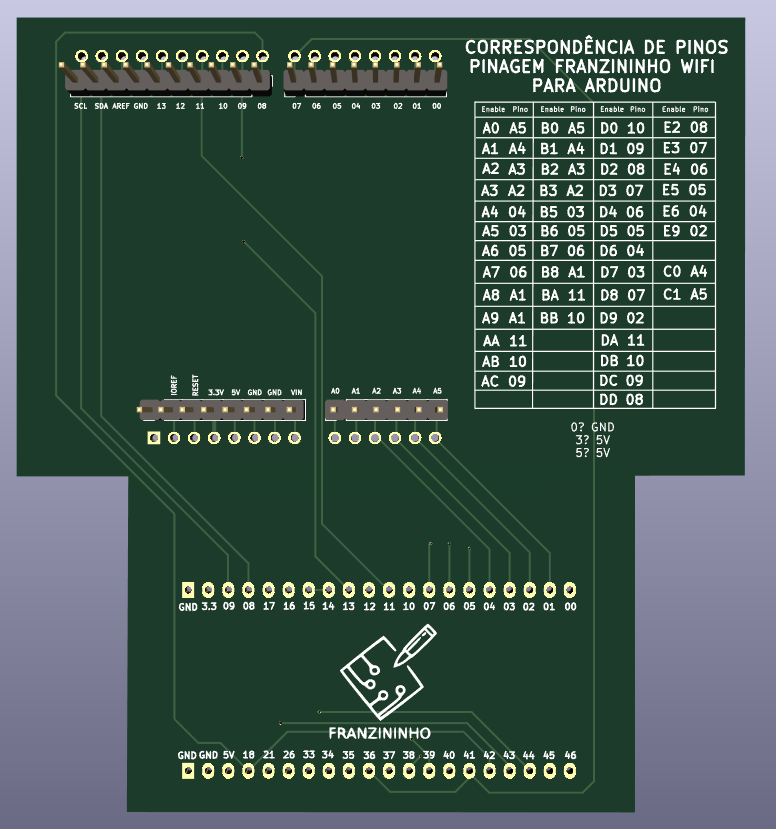 CORRESPONDÊNCIA DE PINOS
PINAGEM FRANZININHO WIFI
PARA ARDUINO
SCL SDA AREF GND 13 12 11 10 09 08 07 06 05 04 03 02 01 00
Enable Pino Enable Pino Enable Pino Enable Pino
A0 A5 B0 A5 D0 10 E2 08
A1 A4 B1 A4 D1 09 E3 07
A2 A3 B2 A3 D2 08 E4 06
A3 A2 B3 A2 D3 07 E5 05
A4 04 B5 03 D4 06 E6 04
A5 03 B6 05 D5 05 E9 02
A6 05 B7 06 D6 04
A7 06 B8 A1 D7 03 C0 A4
A8 A1 BA 11 D8 07 C1 A5
A9 A1 BB 10 D9 02
AA 11 DA 11
AB 10 DB 10
AC 09 DC 09
DD 08
IOREF RESET 3.3V 5V GND GND VIN A0 A1 A2 A3 A4 A5
0? GND
3? 5V
5? 5V
GND 3.3 09 08 17 16 15 14 13 12 11 10 07 06 05 04 03 02 01 00
FRANZININHO
GND GND 5V 18 21 26 33 34 35 36 37 38 39 40 41 42 43 44 45 46